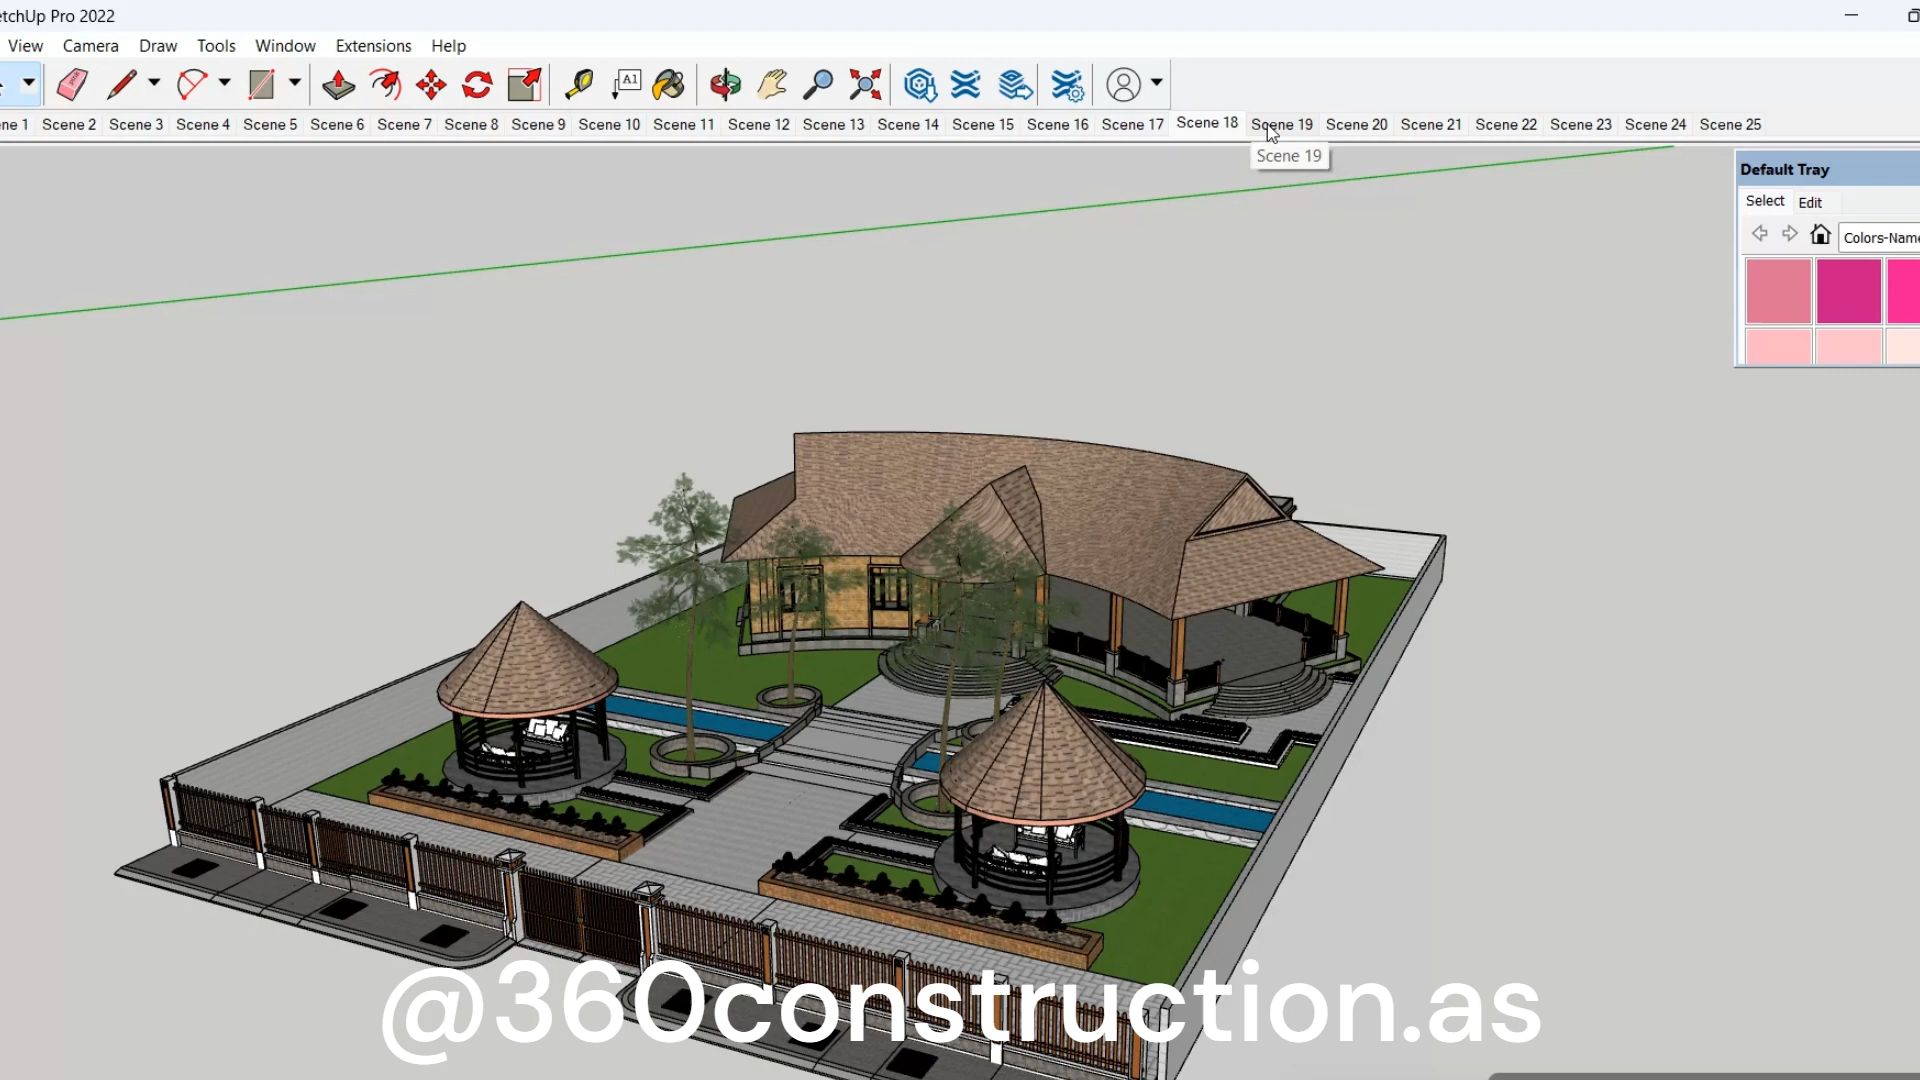 etchUp Pro 2022
View Camera Draw Tools Window Extensions Help
A1
ne 1 Scene 2 Scene 3 Scene 4 Scene 5 Scene 6 Scene 7 Scene 8 Scene 9 Scene 10 Scene 11 Scene 12 Scene 13 Scene 14 Scene 15 Scene 16 Scene 17 Scene 18 Scene 19 Scene 20 Scene 21 Scene 22 Scene 23 Scene 24 Scene 25
Scene 19
Default Tray
Select Edit
Colors-Name
@360construction.as